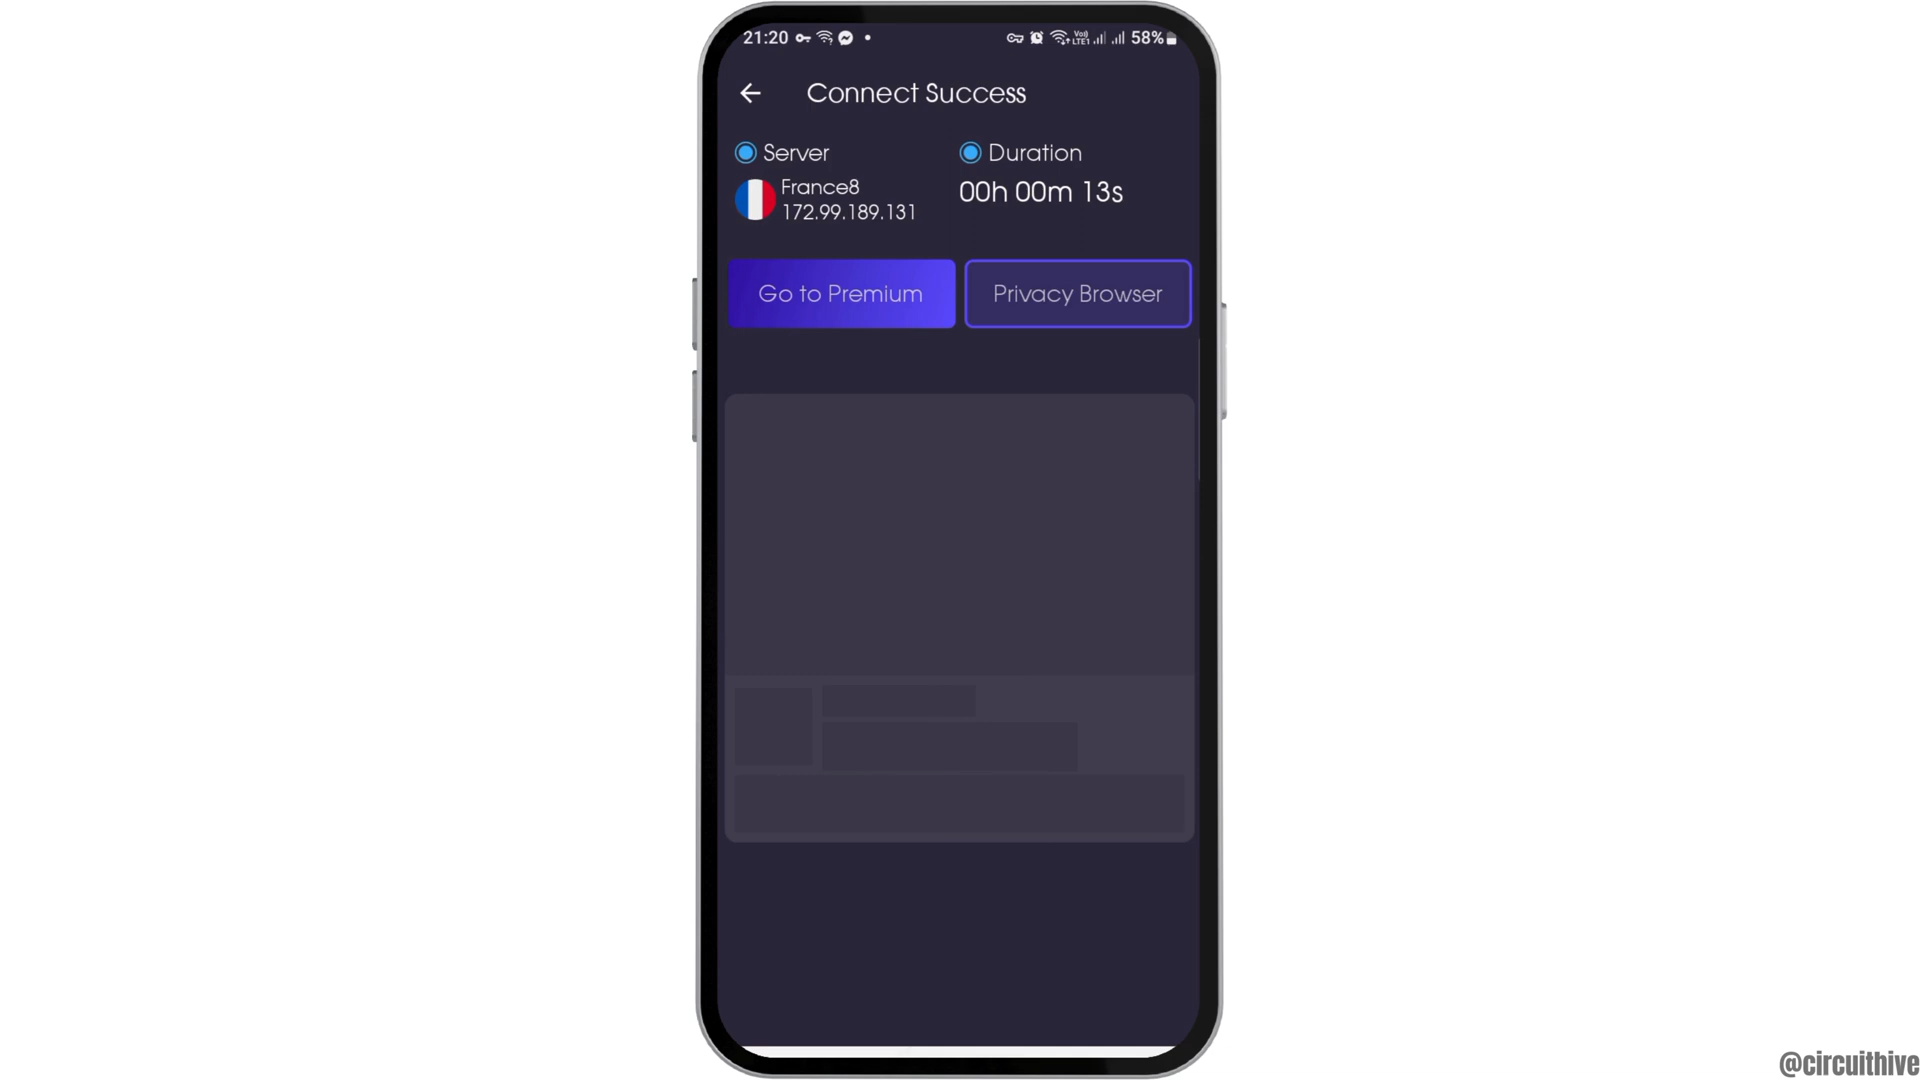 21:20 58%
Connect Success
Server Duration
France8
172.99.189.131
00h 00m 13s
Go to Premium Privacy Browser
@circuithive